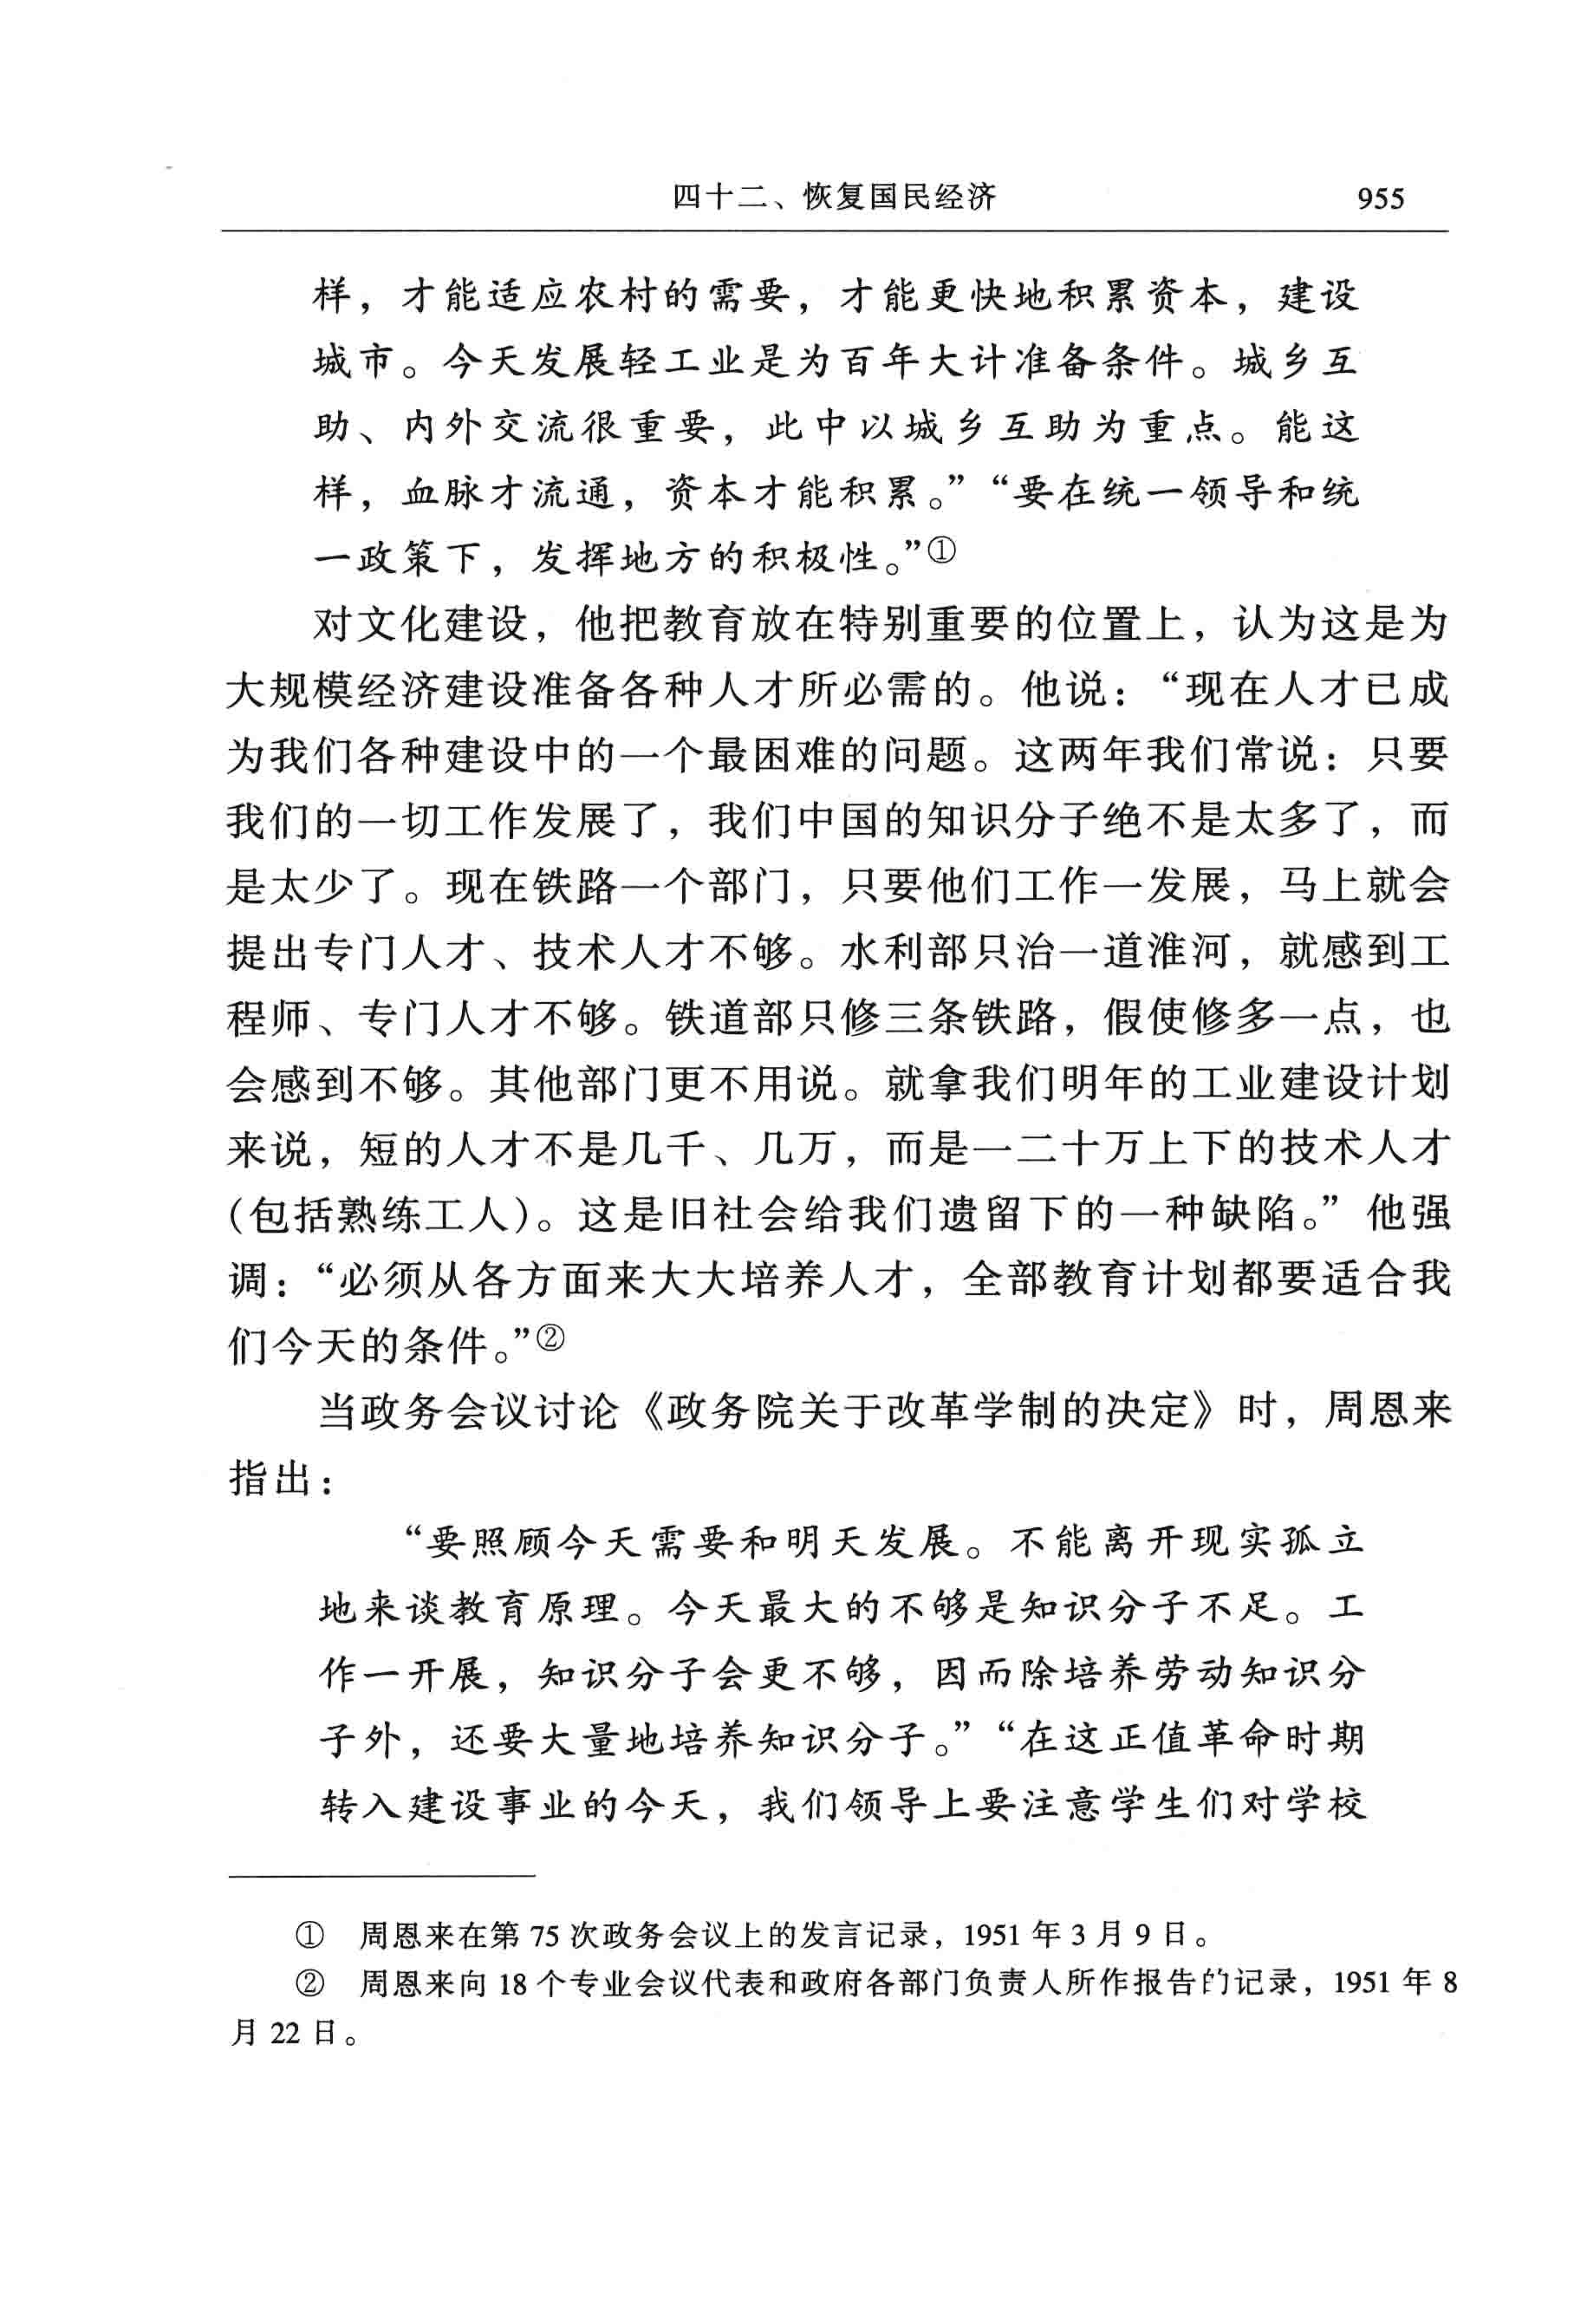 四十二、恢复国民经济 955
样，才能适应农村的需要，才能更快地积累资本，建设
城市。今天发展轻工业是为百年大计准备条件。城乡互
助、内外交流很重要，此中以城乡互助为重点。能这
样，血脉才流通，资本才能积累。”“要在统一领导和统
一政策下，发挥地方的积极性。”①
对文化建设，他把教育放在特别重要的位置上，认为这是为
大规模经济建设准备各种人才所必需的。他说：“现在人才已成
为我们各种建设中的一个最困难的问题。这两年我们常说：只要
我们的一切工作发展了，我们中国的知识分子绝不是太多了，而
是太少了。现在铁路一个部门，只要他们工作一发展，马上就会
提出专门人才、技术人才不够。水利部只治一道淮河，就感到工
程师、专门人才不够。铁道部只修三条铁路，假使修多一点，也
会感到不够。其他部门更不用说。就拿我们明年的工业建设计划
来说，短的人才不是几千、几万，而是一二十万上下的技术人才
(包括熟练工人)。这是旧社会给我们遗留下的一种缺陷。”他强
调：“必须从各方面来大大培养人才，全部教育计划都要适合我
们今天的条件。”②
当政务会议讨论《政务院关于改革学制的决定》时，周恩来
指出：
“要照顾今天需要和明天发展。不能离开现实孤立
地来谈教育原理。今天最大的不够是知识分子不足。工
作一开展，知识分子会更不够，因而除培养劳动知识分
子外，还要大量地培养知识分子。”“在这正值革命时期
转入建设事业的今天，我们领导上要注意学生们对学校
① 周恩来在第 75 次政务会议上的发言记录，1951 年 3 月 9 日。
② 周恩来向 18 个专业会议代表和政府各部门负责人所作报告的记录，1951 年 8
月 22 日。